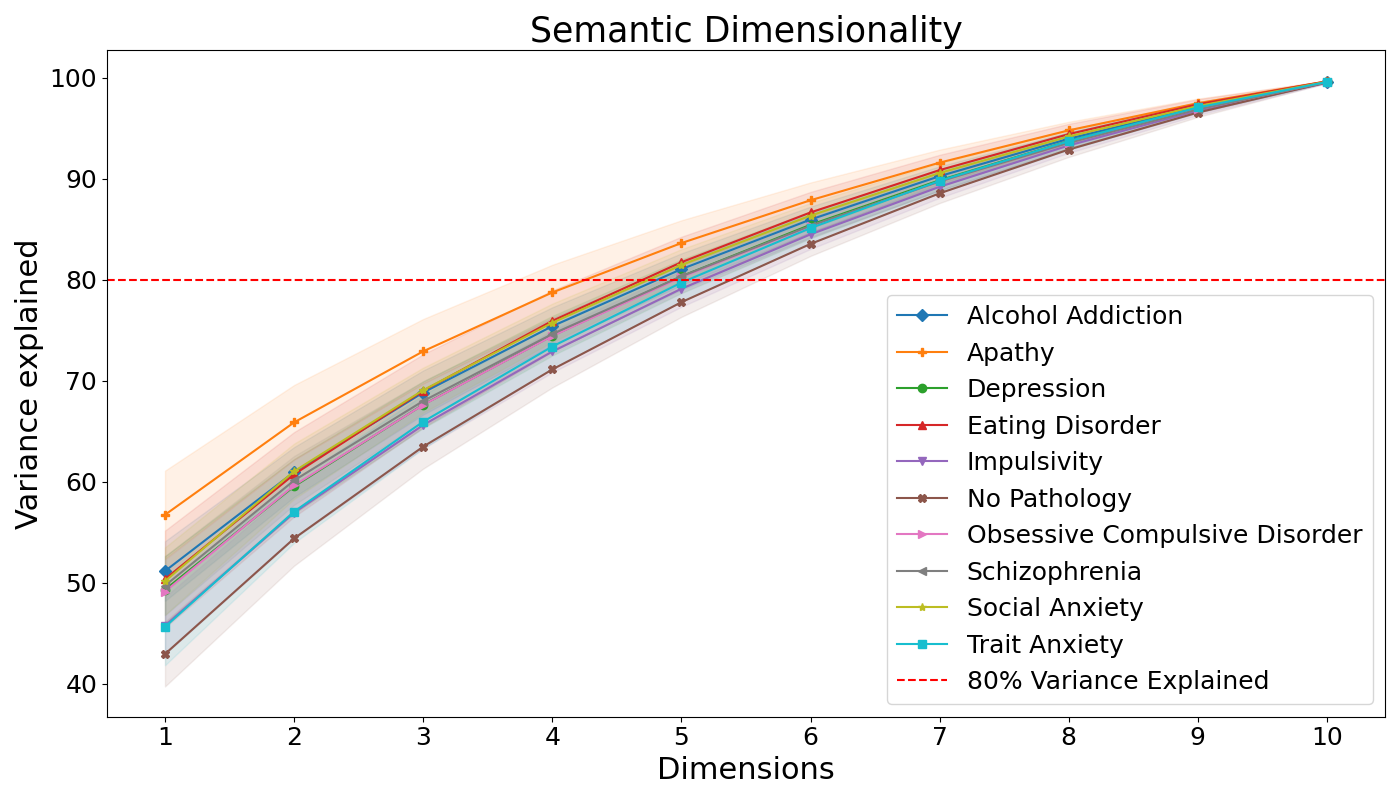 Semantic Dimensionality
Variance explained
100
90
80
70
60
50
40
Alcohol Addiction
Apathy
Depression
Eating Disorder
Impulsivity
No Pathology
Obsessive Compulsive Disorder
Schizophrenia
Social Anxiety
Trait Anxiety
80% Variance Explained
1 2 3 4 5 6 7 8 9 10
Dimensions